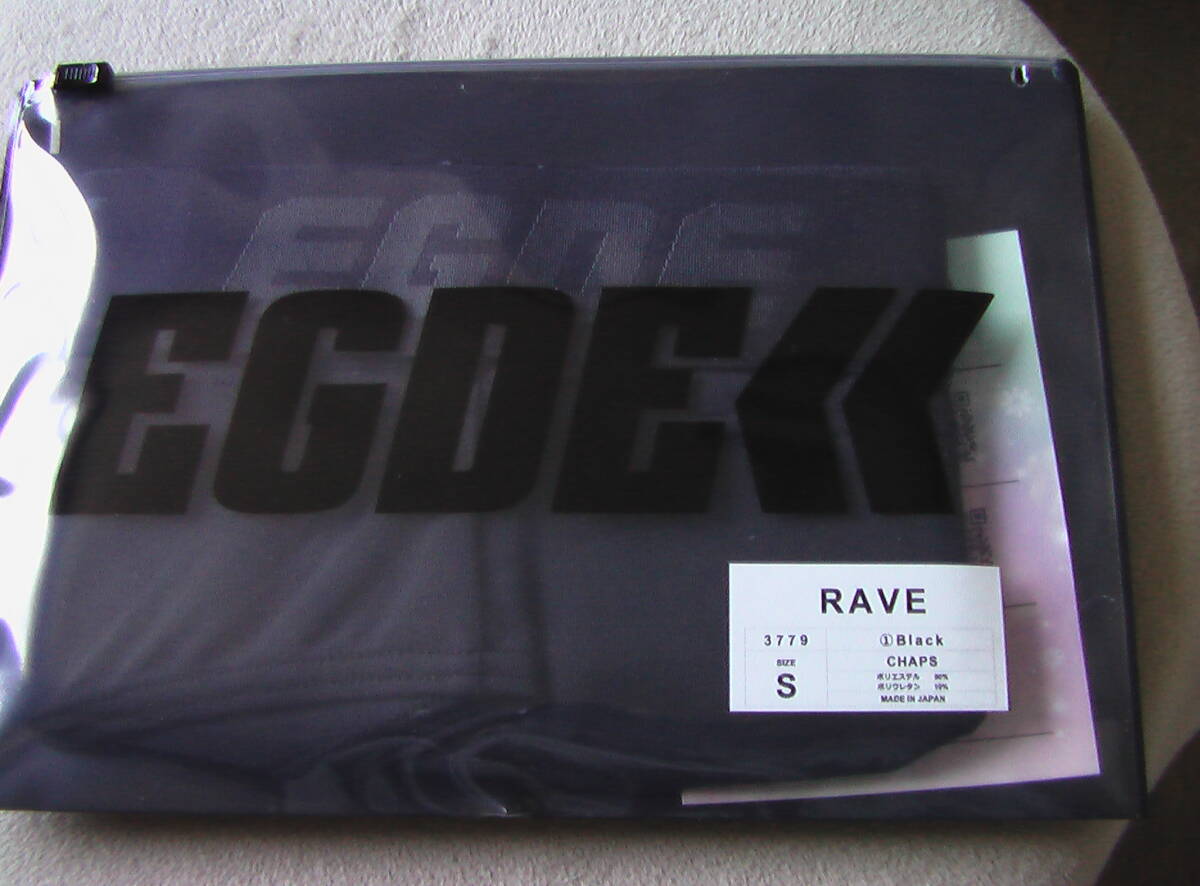 EGDE
EGDE
RAVE
3779 ①Black
SIZE CHAPS
S ポリエステル 90%
ポリウレタン 10%
MADE IN JAPAN